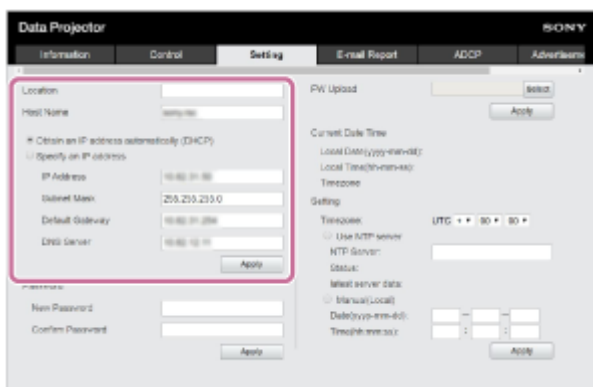 Data Projector
SONY
Information
Control
Setting
E-mail Report
ADCP
Advertisem
Location
Host Name
Obtain an IP address automatically (DHCP)
Specify an IP address
IP Address
Subnet Mask
255.255.255.0
Default Gateway
DNS Server
Apply
Password
New Password
Confirm Password
Apply
FW Upload
Select
Apply
Current Date Time
Local Date(yyyy-mm-dd):
Local Time(hh-mm-ss):
Timezone
Setting
Timezone:
UTC + 00 00
Use NTP server
NTP Server:
Status:
latest server data:
Manual(Local)
Date(yyyy-mm-dd):
Time(hh:mm:ss):
: :
Apply